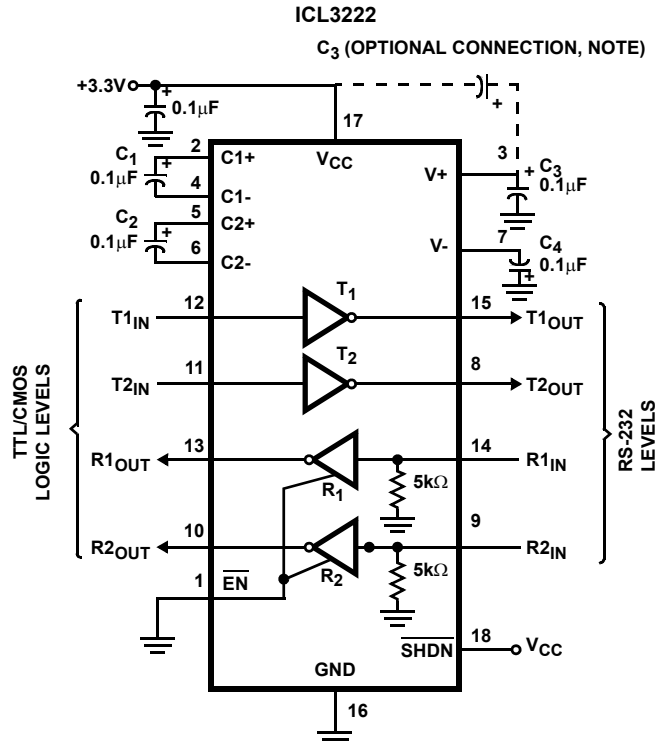 ICL3222
C3 (OPTIONAL CONNECTION, NOTE)
+3.3V
+
0.1μF
+
17
2
C1+
VCC
3
C1
0.1μF
+
4
C1-
V+
+
C3
0.1μF
5
C2+
C2
0.1μF
+
6
C2-
7
V-
C4
0.1μF
+
T1IN
12
T1
15
T1OUT
T2IN
11
T2
8
T2OUT
TTL/CMOS
LOGIC LEVELS
RS-232
LEVELS
R1OUT
13
R1
14
R1IN
5kΩ
R2OUT
10
R2
9
R2IN
5kΩ
1
EN
SHDN
18
VCC
GND
16